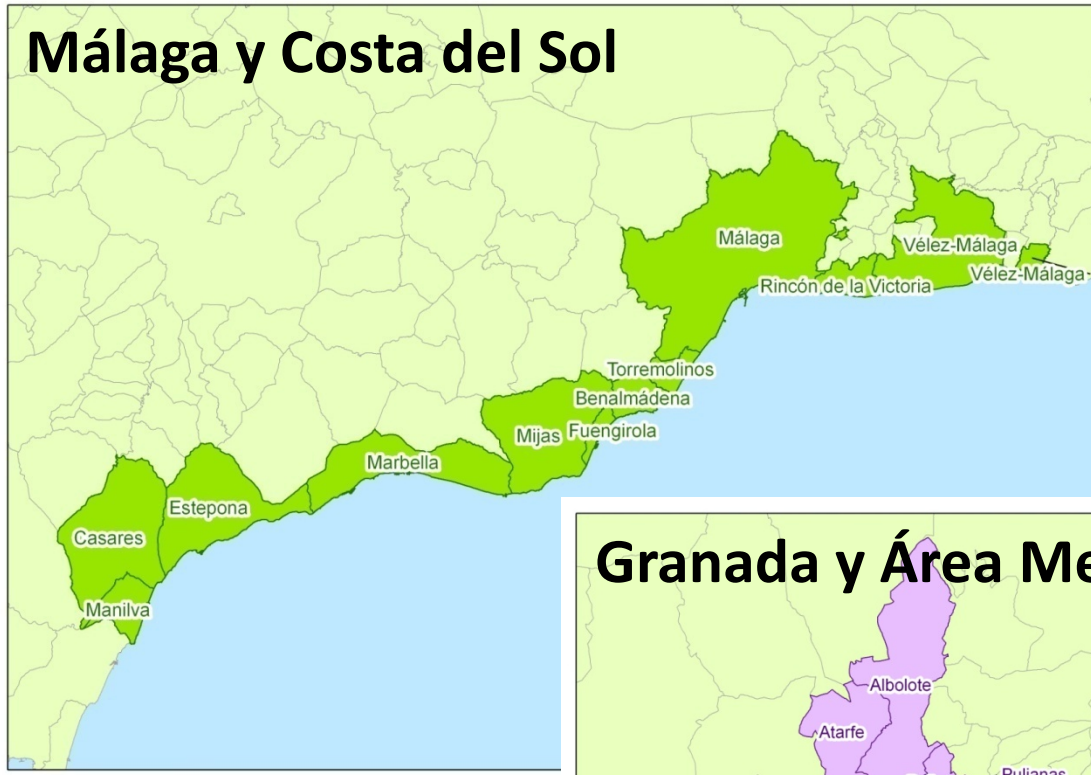 Málaga y Costa del Sol
Málaga
Vélez-Málaga
Vélez-Málaga
Rincón de la Victoria
Torremolinos
Benalmádena
Mijas
Fuengirola
Marbella
Estepona
Casares
Manilva
Granada y Área Me
Albolote
Atarfe
Pulianas